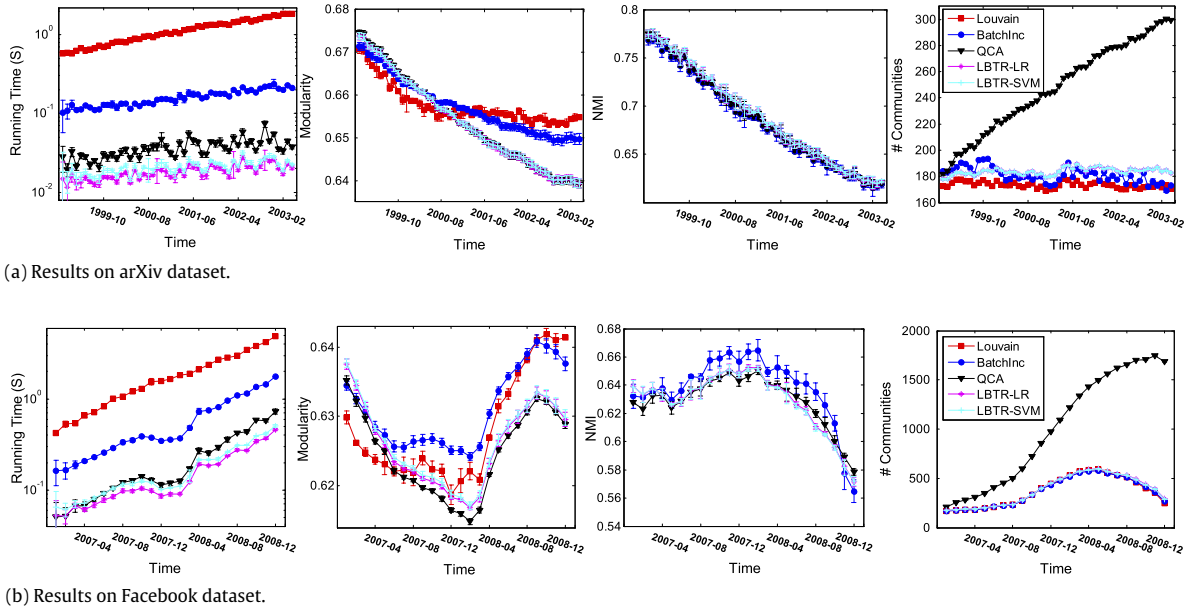 Running Time (S)
10^0
10^-1
10^-2
1999-10
2000-08
2001-06
2002-04
2003-02
Time
Modularity
0.68
0.67
0.66
0.65
0.64
1999-10
2000-08
2001-06
2002-04
2003-02
Time
NMI
0.8
0.75
0.7
0.65
1999-10
2000-08
2001-06
2002-04
2003-02
Time
# Communities
300
280
260
240
220
200
180
160
Louvain
BatchInc
QCA
LBTR-LR
LBTR-SVM
1999-10
2000-08
2001-06
2002-04
2003-02
Time
(a) Results on arXiv dataset.
Running Time (S)
10^0
10^-1
2007-04
2007-08
2007-12
2008-04
2008-08
2008-12
Time
Modularity
0.64
0.63
0.62
2007-04
2007-08
2007-12
2008-04
2008-08
2008-12
Time
NMI
0.68
0.66
0.64
0.62
0.6
0.58
0.56
0.54
2007-04
2007-08
2007-12
2008-04
2008-08
2008-12
Time
# Communities
2000
1500
1000
500
0
Louvain
BatchInc
QCA
LBTR-LR
LBTR-SVM
2007-04
2007-08
2007-12
2008-04
2008-08
2008-12
Time
(b) Results on Facebook dataset.